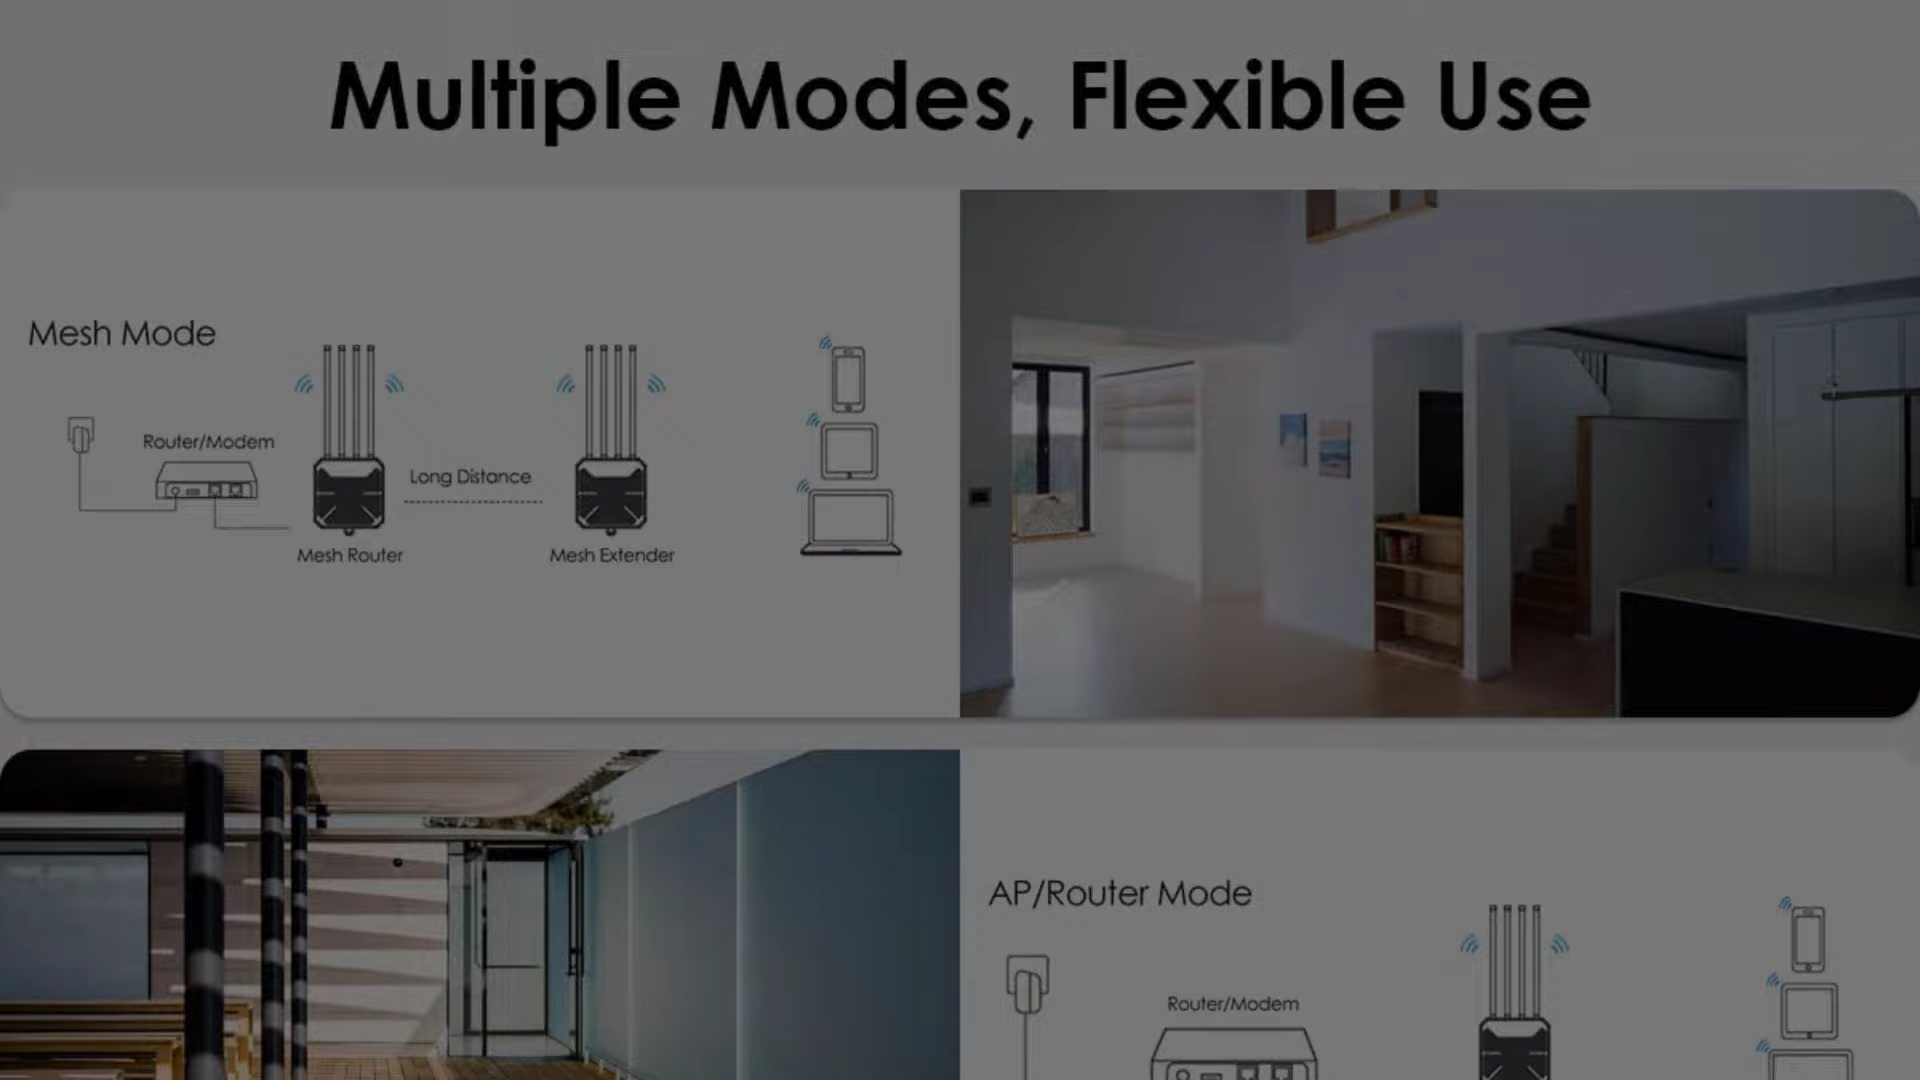 Multiple Modes, Flexible Use
Mesh Mode
Router/Modem
Long Distance
Mesh Router
Mesh Extender
AP/Router Mode
Router/Modem